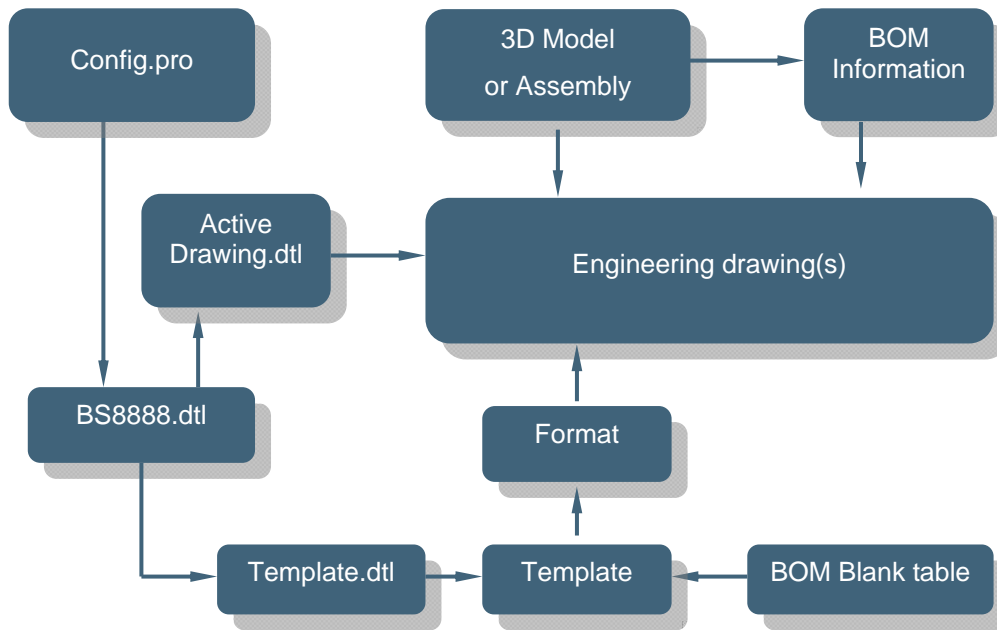 Config.pro
3D Model
or Assembly
BOM
Information
Active
Drawing.dtl
Engineering drawing(s)
BS8888.dtl
Format
Template.dtl
Template
BOM Blank table